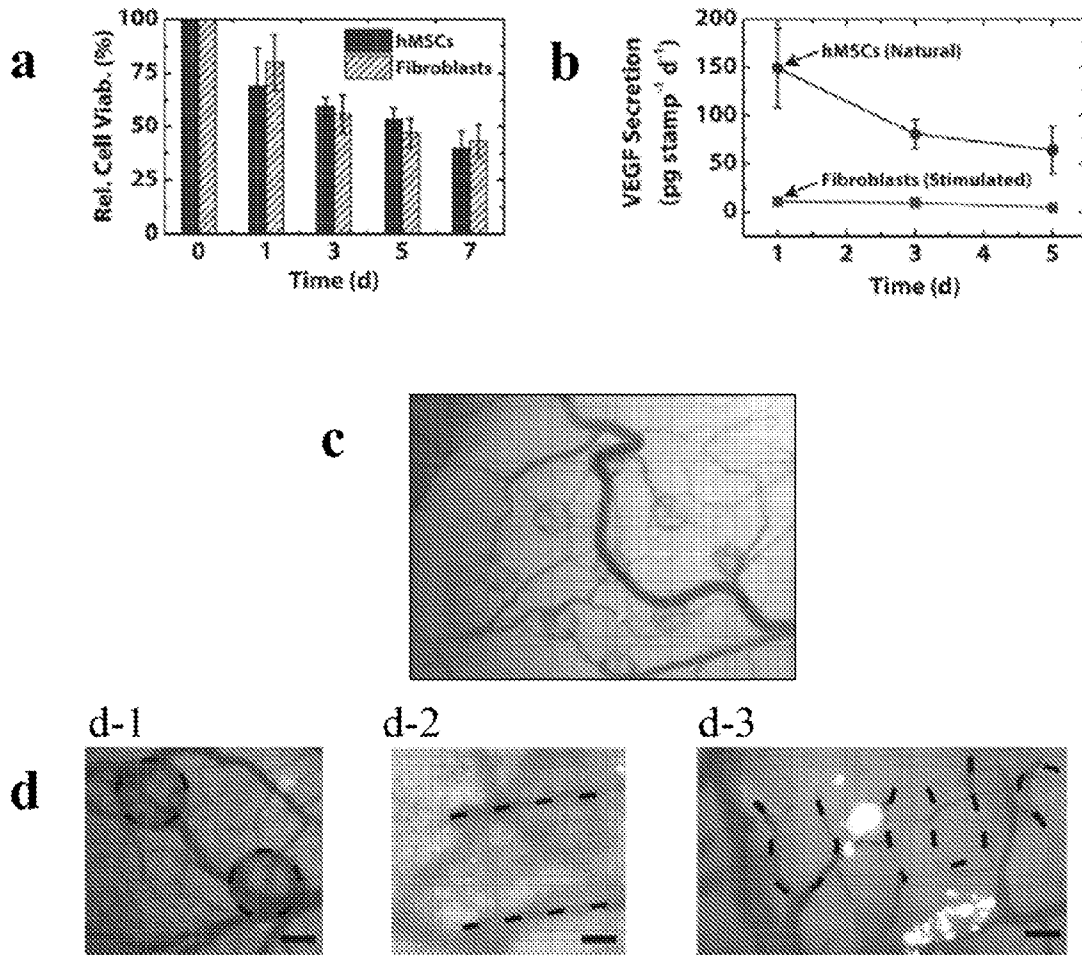 a
Rel. Cell Viab. (%)
100
75
50
25
0
hMSCs
Fibroblasts
0 1 3 5 7
Time (d)
b
VEGF Secretion
(pg stamp⁻¹ d⁻¹)
200
150
100
50
0
hMSCs (Natural)
Fibroblasts (Stimulated)
1 2 3 4 5
Time (d)
c
d-1 d-2 d-3
d